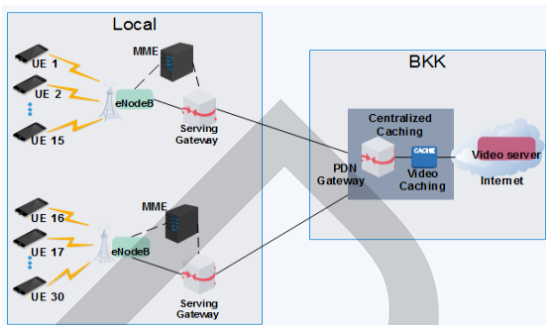 Local
UE 1
UE 2
UE 15
eNodeB
MME
Serving
Gateway
UE 16
UE 17
UE 30
eNodeB
MME
Serving
Gateway
BKK
Centralized
Caching
PDN
Gateway
CACHE
Video
Caching
Video server
Internet